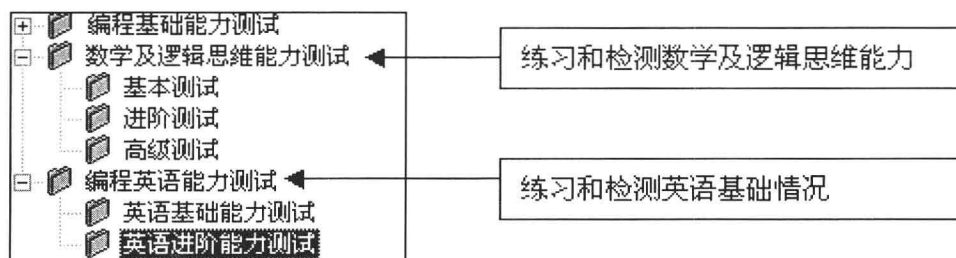 编程基础能力测试
数学及逻辑思维能力测试
练习和检测数学及逻辑思维能力
基本测试
进阶测试
高级测试
编程英语能力测试
练习和检测英语基础情况
英语基础能力测试
英语进阶能力测试